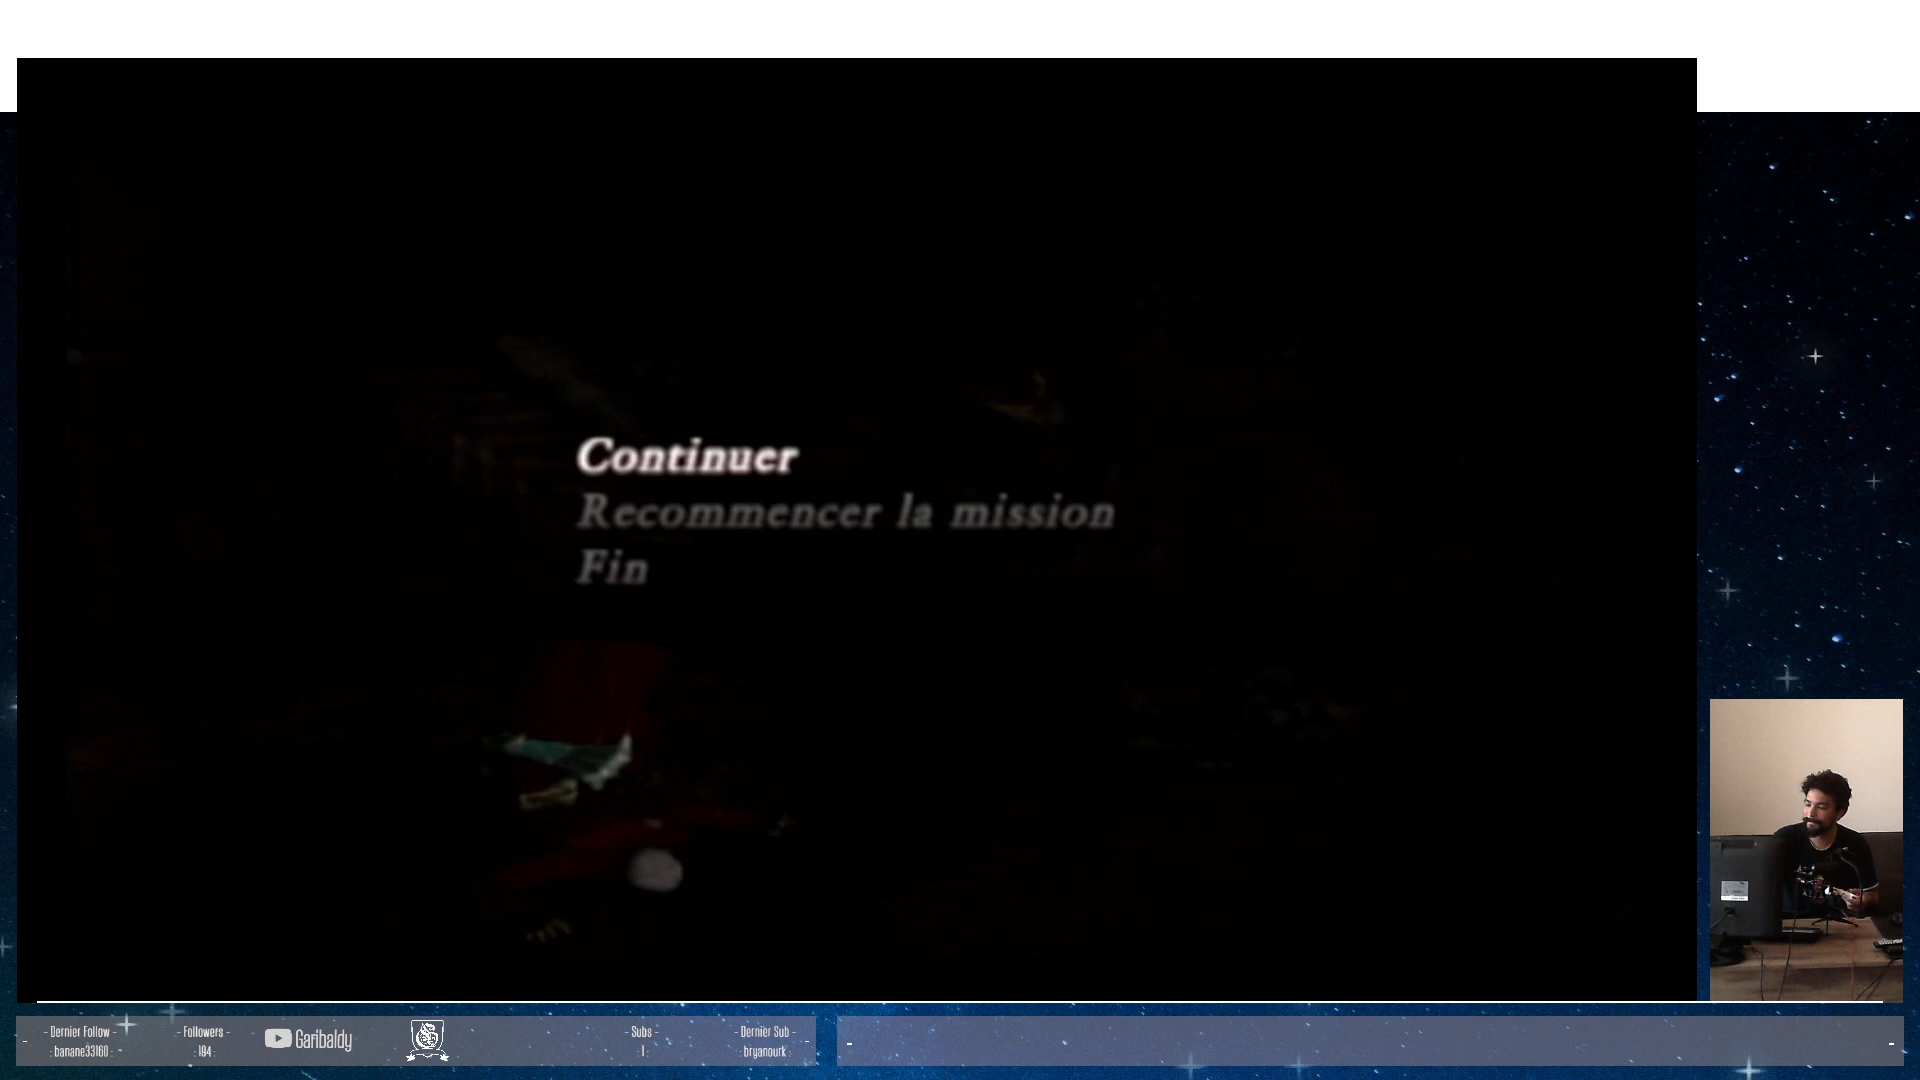 Continuer
Recommencer la mission
Fin
- Dernier Follow -
: banane33160 :
- Followers -
: 194 :
Garibaldy
- Subs -
: 1 :
- Dernier Sub -
: bryanourk :